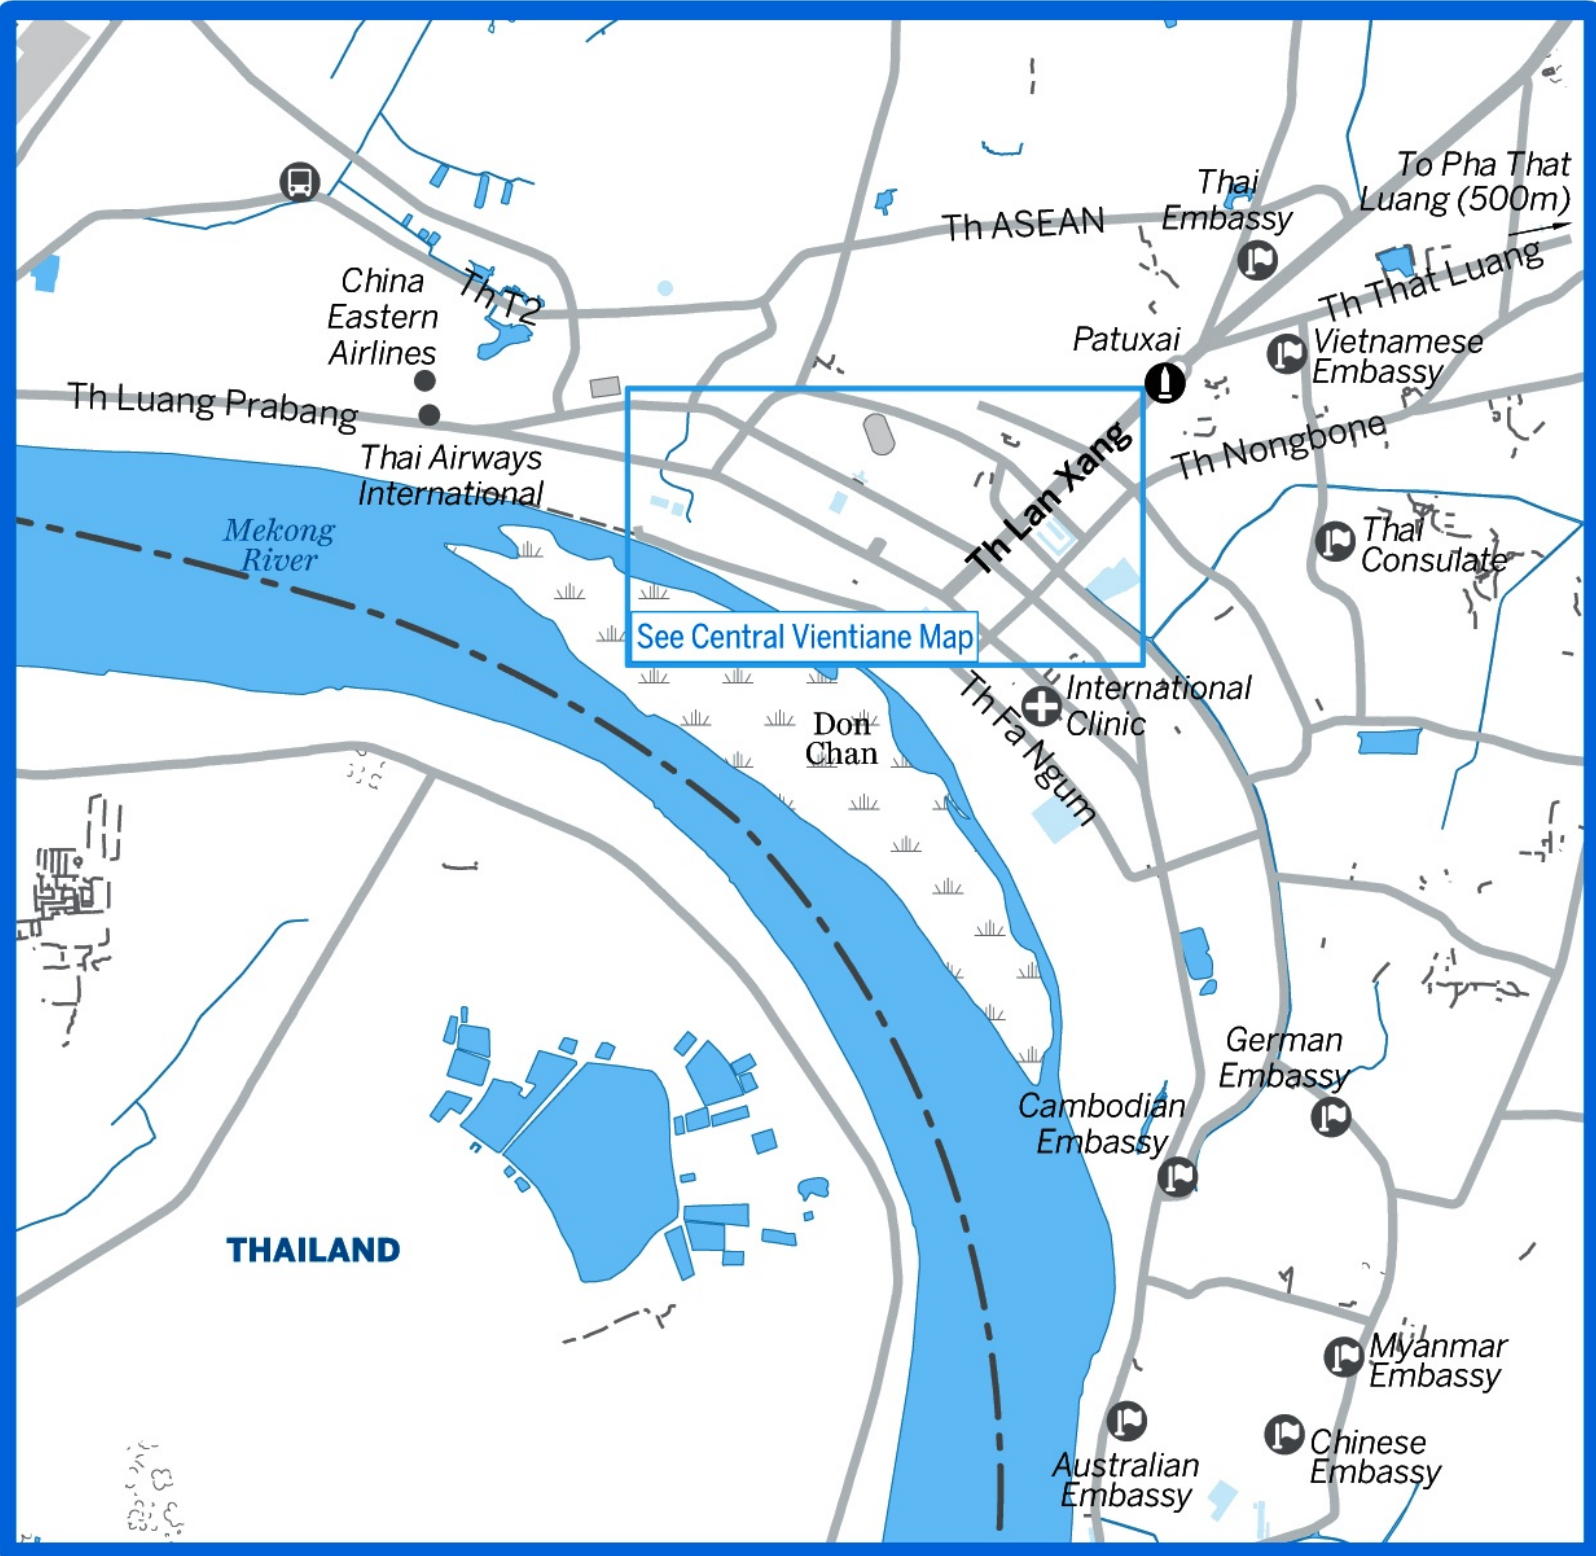 To Pha That
Luang (500m)
Thai
Embassy
Th ASEAN
Th That Luang
China
Eastern
Airlines
Th T2
Patuxai
Vietnamese
Embassy
Th Luang Prabang
Th Nongbone
Th Lan Xang
Thai Airways
International
Mekong
River
Thai
Consulate
See Central Vientiane Map
International
Clinic
Th Fa Ngum
Don
Chan
German
Embassy
Cambodian
Embassy
THAILAND
Myanmar
Embassy
Chinese
Embassy
Australian
Embassy